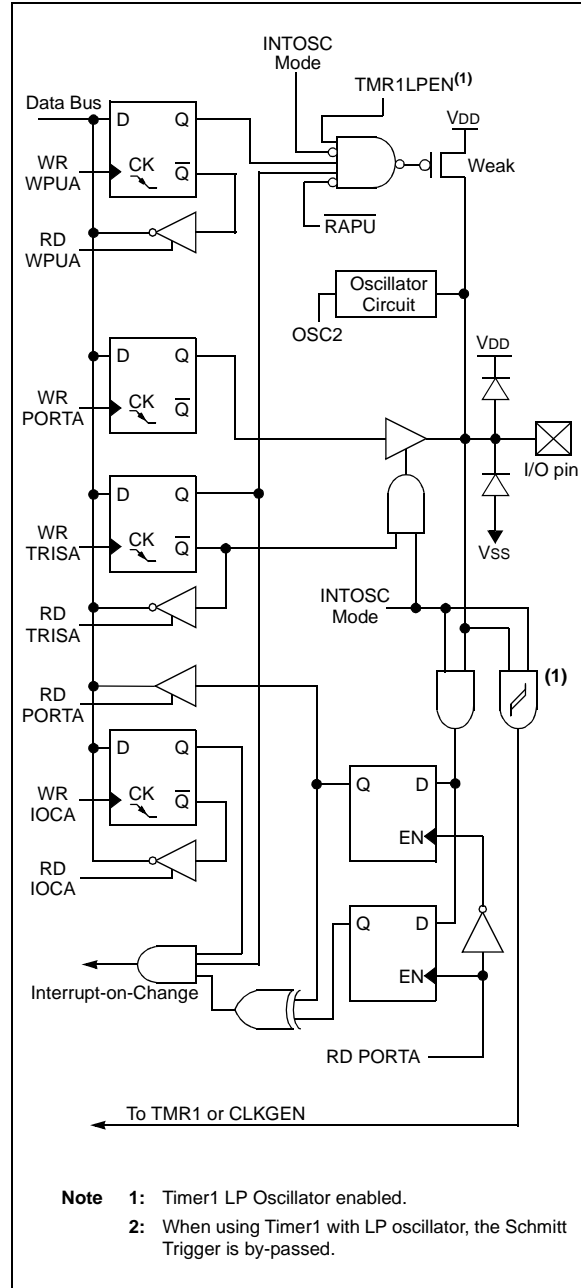 INTOSC
Mode
TMR1LPEN(1)
Data Bus
D Q
VDD
WR
WPUA
CK Q
Weak
RD
WPUA
RAPU
Oscillator
Circuit
OSC2
VDD
D Q
WR
PORTA
CK Q
I/O pin
D Q
WR
TRISA
CK Q
VSS
INTOSC
Mode
RD
TRISA
(1)
RD
PORTA
D Q
Q D
WR
IOCA
CK Q
EN
RD
IOCA
Q D
EN
Interrupt-on-Change
RD PORTA
To TMR1 or CLKGEN
Note 1: Timer1 LP Oscillator enabled.
2: When using Timer1 with LP oscillator, the Schmitt
Trigger is by-passed.